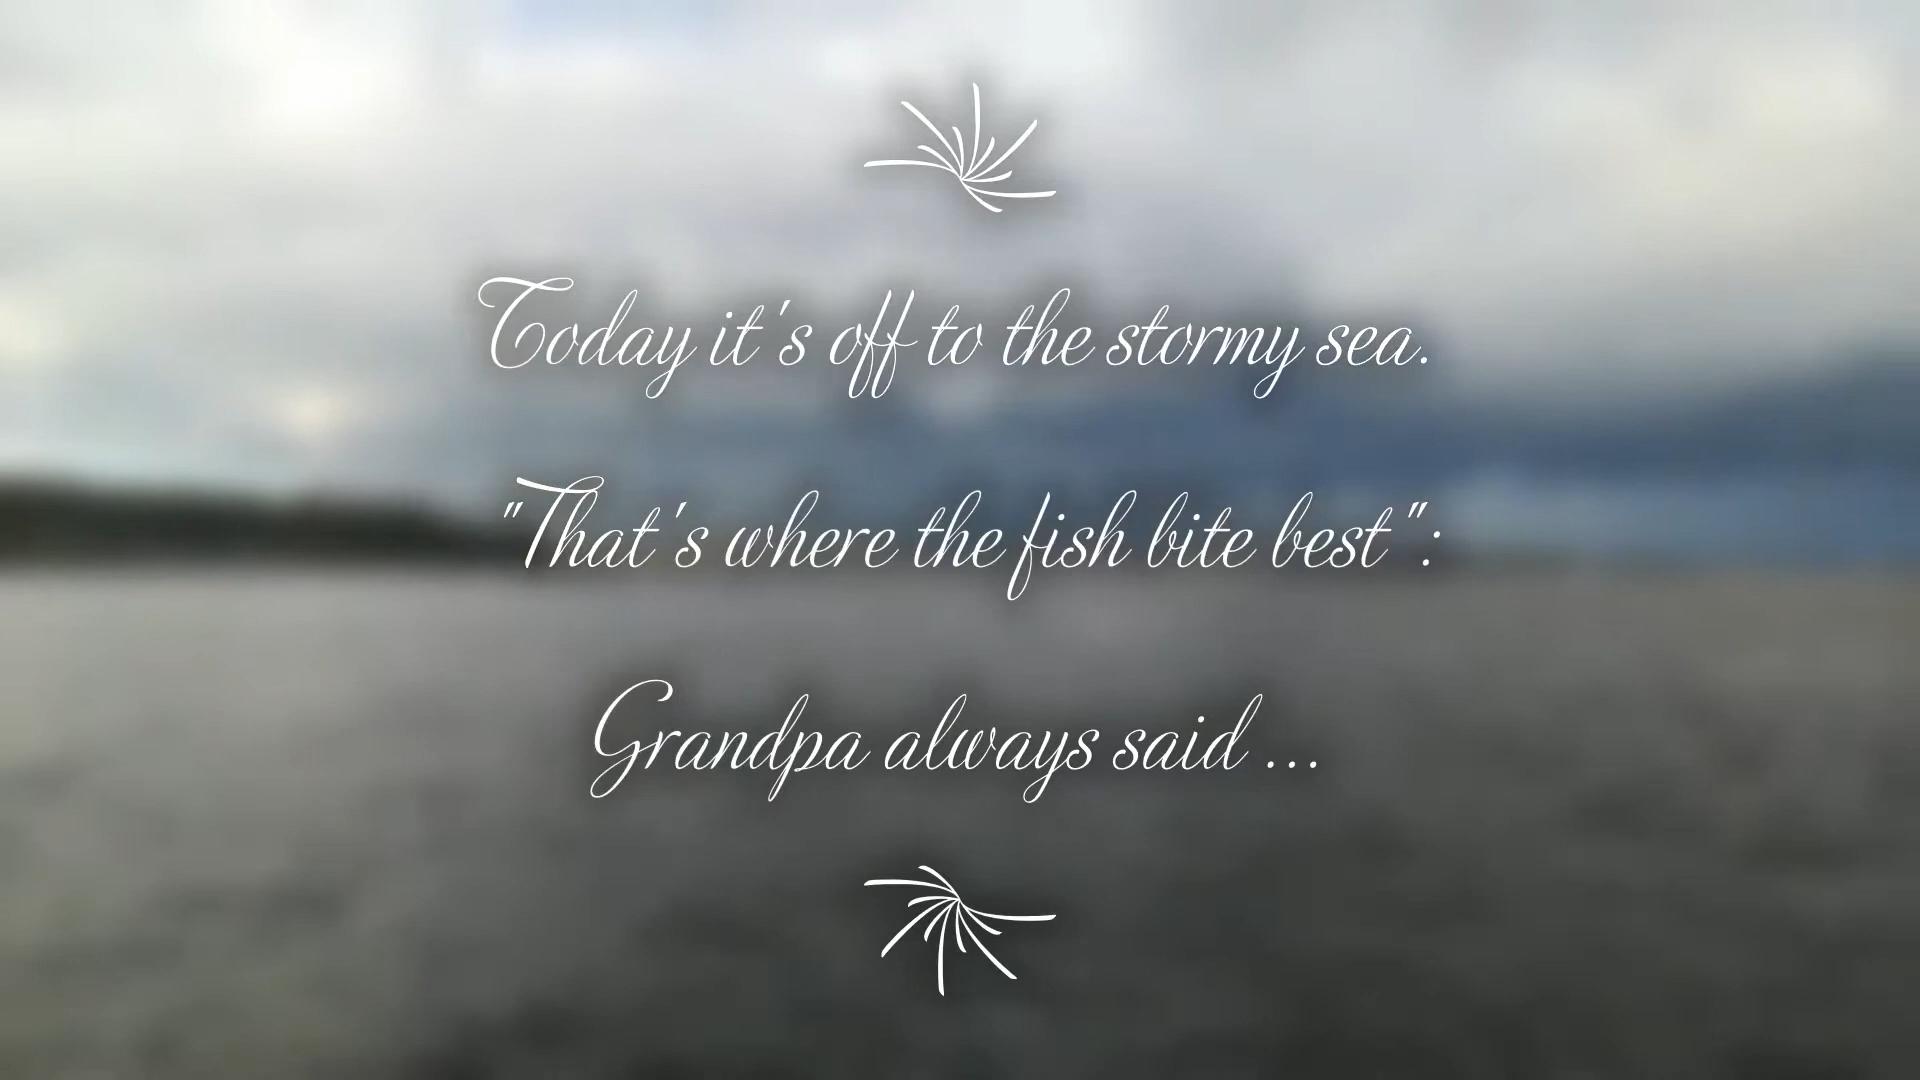 Today it's off to the stormy sea.
"That's where the fish bite best":
Grandpa always said ...